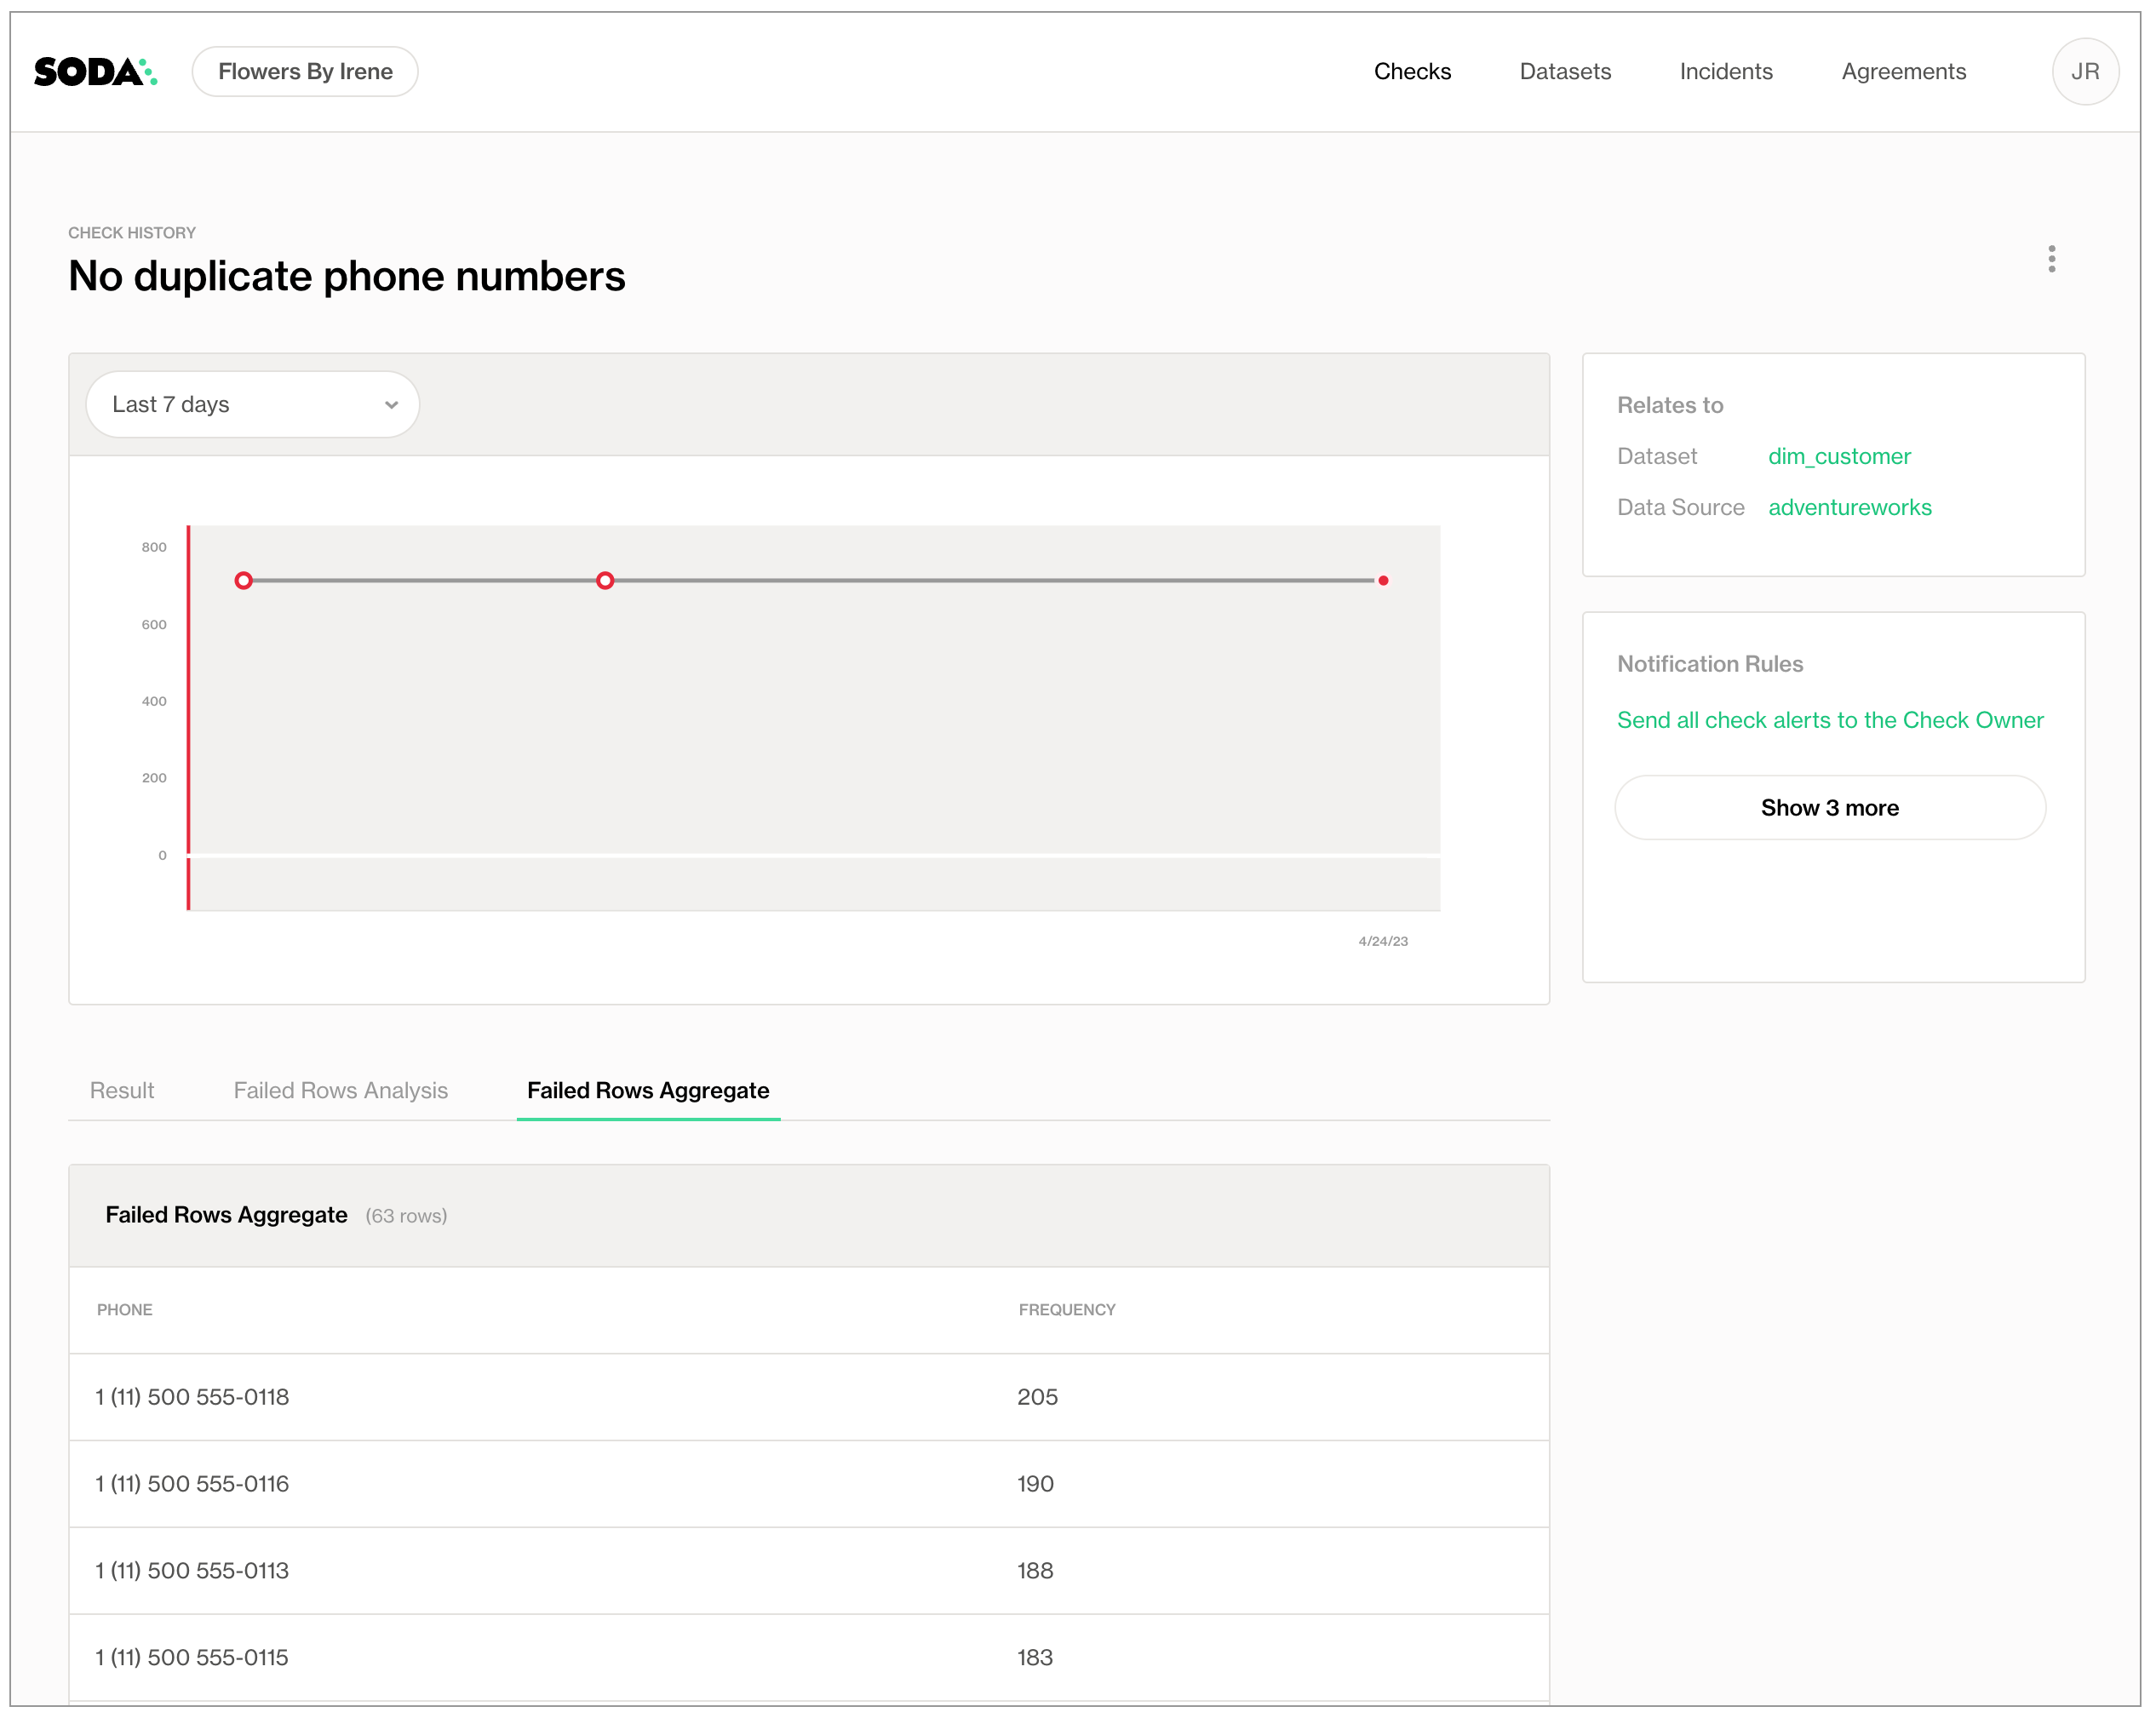 SODA
Flowers By Irene
Checks
Datasets
Incidents
Agreements
JR
CHECK HISTORY
No duplicate phone numbers
Last 7 days
800
600
400
200
0
4/24/23
Relates to
Dataset dim_customer
Data Source adventureworks
Notification Rules
Send all check alerts to the Check Owner
Show 3 more
Result
Failed Rows Analysis
Failed Rows Aggregate
Failed Rows Aggregate (63 rows)
PHONE FREQUENCY
1 (11) 500 555-0118 205
1 (11) 500 555-0116 190
1 (11) 500 555-0113 188
1 (11) 500 555-0115 183